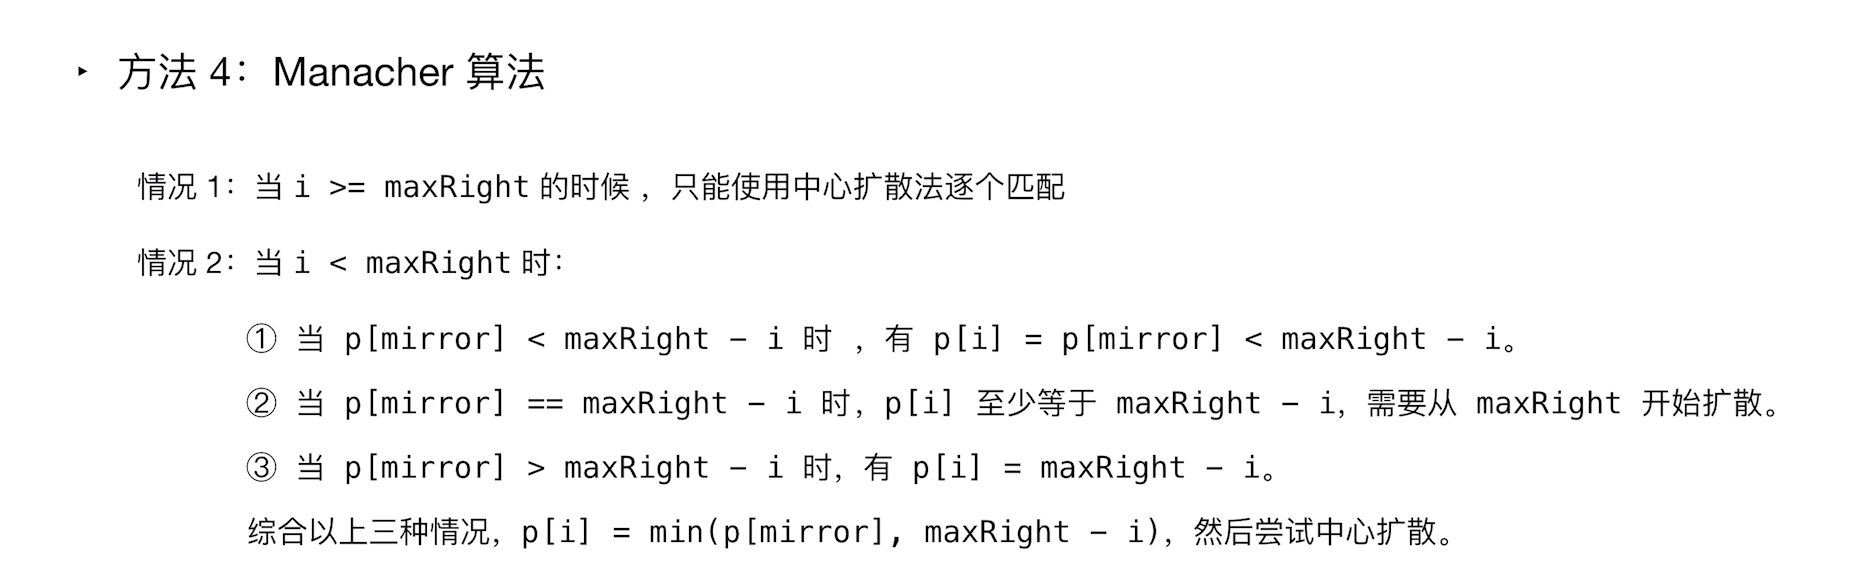 ‣ 方法 4：Manacher 算法
情况 1：当 i >= maxRight 的时候 ，只能使用中心扩散法逐个匹配
情况 2：当 i < maxRight 时：
① 当 p[mirror] < maxRight - i 时 ，有 p[i] = p[mirror] < maxRight - i。
② 当 p[mirror] == maxRight - i 时，p[i] 至少等于 maxRight - i，需要从 maxRight 开始扩散。
③ 当 p[mirror] > maxRight - i 时，有 p[i] = maxRight - i。
综合以上三种情况，p[i] = min(p[mirror], maxRight - i)，然后尝试中心扩散。